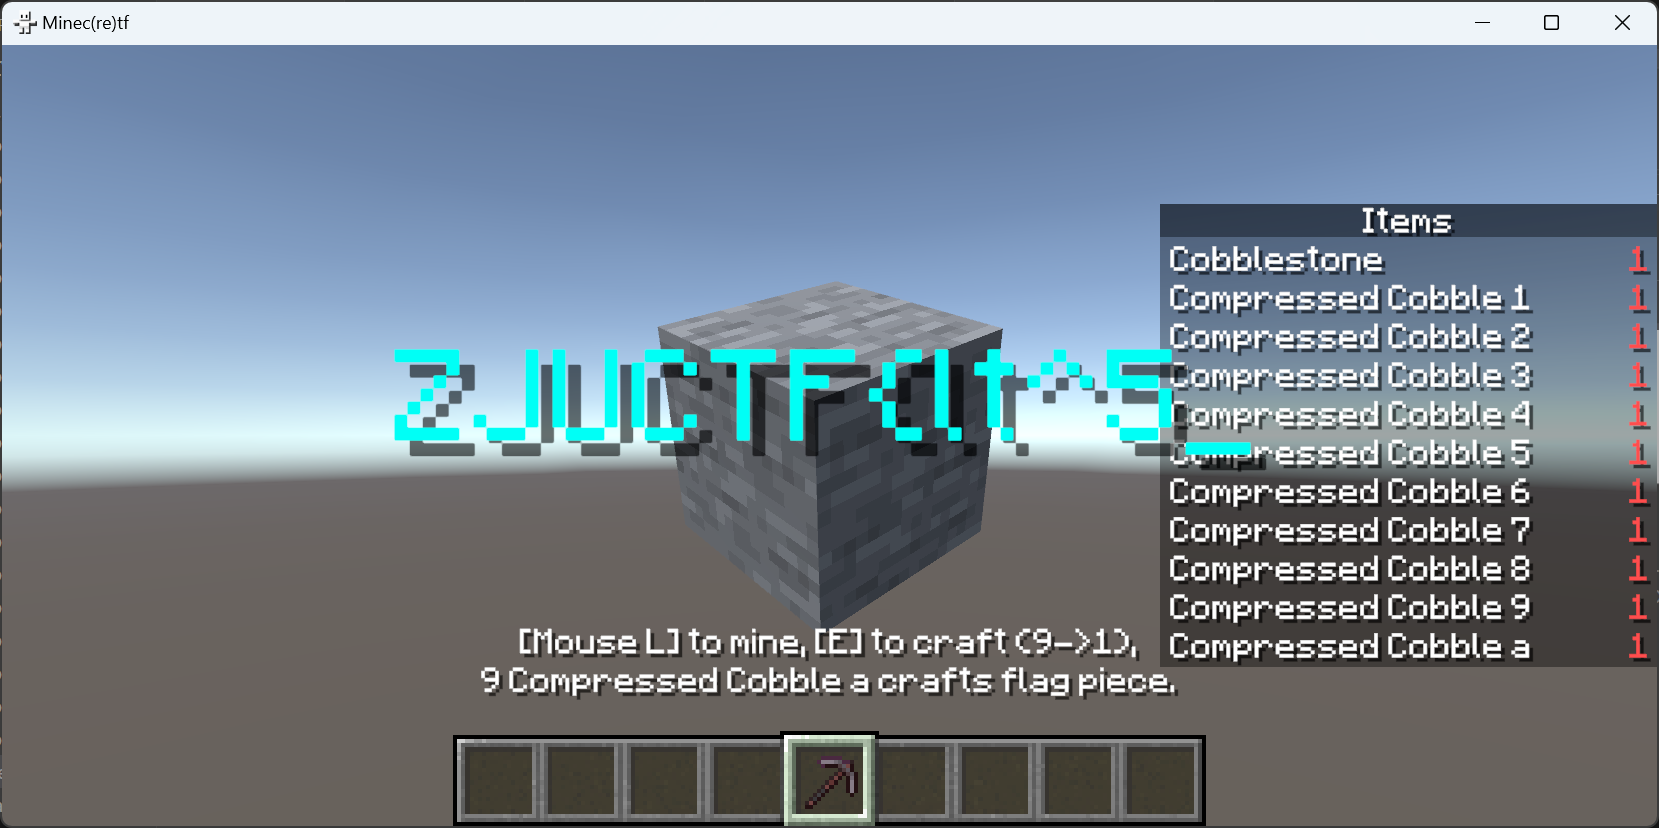 Minec(re)tf
Items
Cobblestone 1
Compressed Cobble 1 1
Compressed Cobble 2 1
Compressed Cobble 3 1
Compressed Cobble 4 1
Compressed Cobble 5 1
Compressed Cobble 6 1
Compressed Cobble 7 1
Compressed Cobble 8 1
Compressed Cobble 9 1
Compressed Cobble a 1
ZJUCTF{lt^5_
[Mouse L] to mine, [E] to craft (9->1),
9 Compressed Cobble a crafts flag piece.